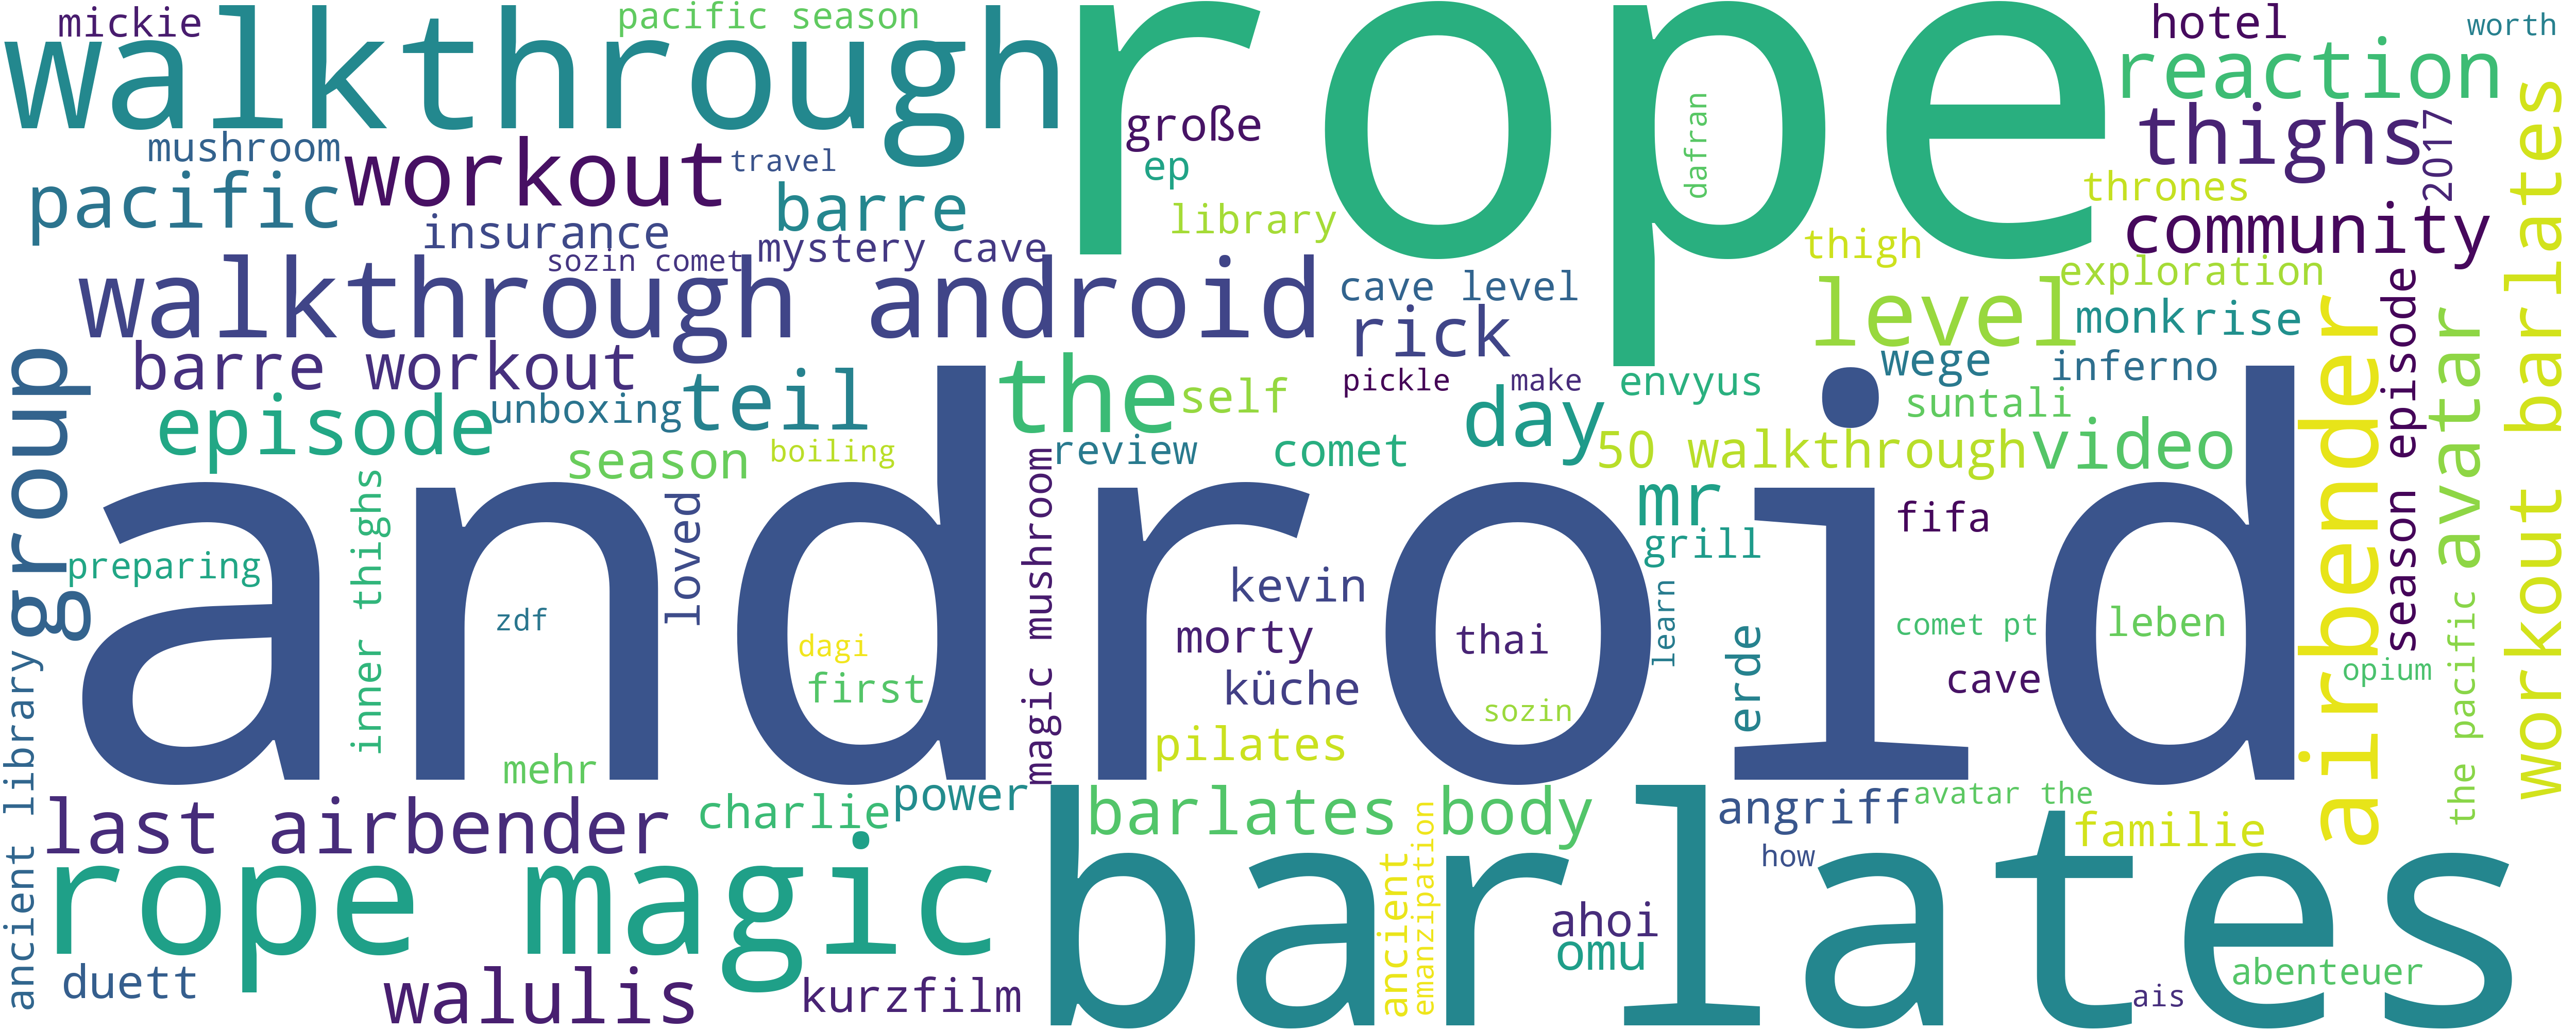 mickie
pacific season
walkthrough
rope
hotel
worth
reaction
mushroom
workout
travel
große
ep
dafran
thighs
2017
pacific
barre
library
thrones
community
insurance
sozin comet
mystery cave
thigh
exploration
walkthrough android
cave level
rick
level
monk
rise
barre workout
teil
the
self
pickle
make
envyus
wege
inferno
episode
unboxing
day
suntali
season
boiling
review
comet
50 walkthrough
video
group
android
airbender
season episode
avatar
workout barlates
preparing
inner thighs
loved
magic mushroom
mr
grill
fifa
zdf
dagi
first
kevin
morty
thai
learn
erde
comet pt
leben
küche
sozin
cave
opium
the pacific
mehr
pilates
ancient library
last airbender
charlie
power
barlates
body
angriff
avatar the
familie
how
rope magic
barlates
ancient
emanzipation
ahoi
omu
duett
walulis
kurzfilm
ais
abenteuer